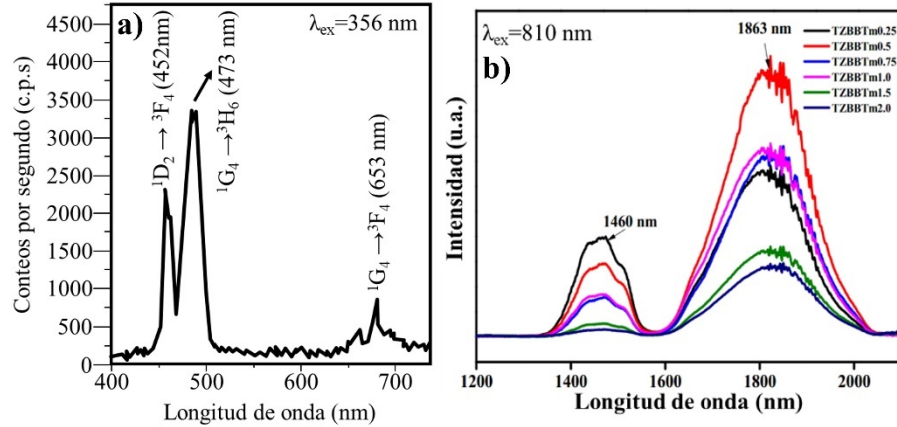 a)
λex=356 nm
Conteos por segundo (c.p.s)
4750
4500
4000
3500
3000
2500
2000
1500
1000
500
0
¹D₂ → ³F₄ (452nm)
¹G₄ →³H₆ (473 nm)
¹G₄ →³F₄ (653 nm)
400 500 600 700
Longitud de onda (nm)
λex=810 nm
b)
1863 nm
TZBBTm0.25
TZBBTm0.5
TZBBTm0.75
TZBBTm1.0
TZBBTm1.5
TZBBTm2.0
Intensidad (u.a.)
1460 nm
1200 1400 1600 1800 2000
Longitud de onda (nm)